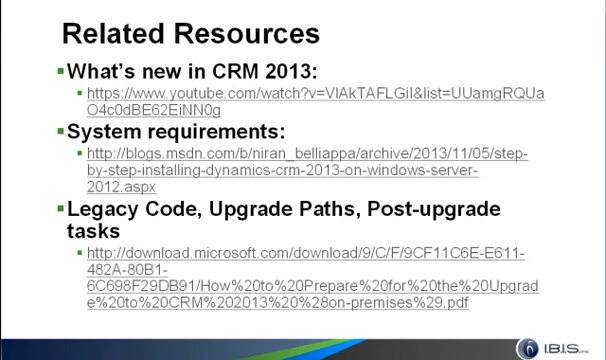 Related Resources
What's new in CRM 2013:
https://www.youtube.com/watch?v=VlAkTAFLGiI&list=UUamgRQUa
O4c0dBE62EiNN0g
System requirements:
http://blogs.msdn.com/b/niran_belliappa/archive/2013/11/05/step-
by-step-installing-dynamics-crm-2013-on-windows-server-
2012.aspx
Legacy Code, Upgrade Paths, Post-upgrade
tasks
http://download.microsoft.com/download/9/C/F/9CF11C6E-E611-
482A-80B1-
6C698F29DB91/How%20to%20Prepare%20for%20the%20Upgrad
e%20to%20CRM%202013%20%28on-premises%29.pdf
I.B.I.S